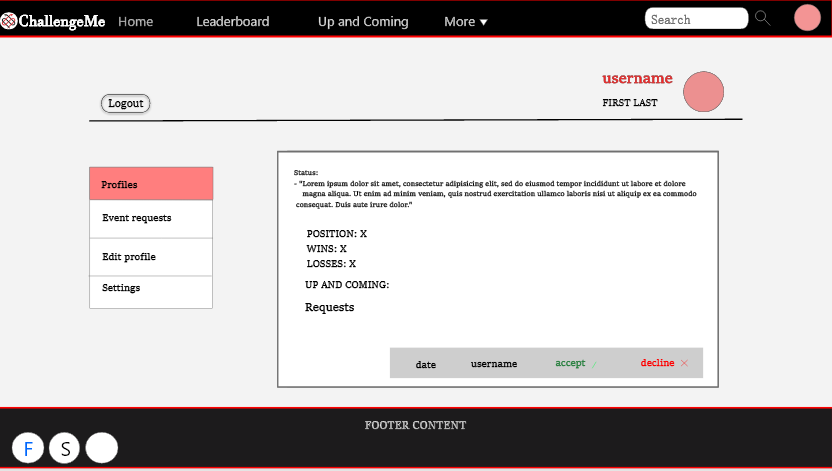 ChallengeMe Home Leaderboard Up and Coming More ▼ Search
username
FIRST LAST
Logout
Profiles
Event requests
Edit profile
Settings
Status:
- "Lorem ipsum dolor sit amet, consectetur adipisicing elit, sed do eiusmod tempor incididunt ut labore et dolore
magna aliqua. Ut enim ad minim veniam, quis nostrud exercitation ullamco laboris nisi ut aliquip ex ea commodo
consequat. Duis aute irure dolor."
POSITION: X
WINS: X
LOSSES: X
UP AND COMING:
Requests
date username accept decline
FOOTER CONTENT
F S